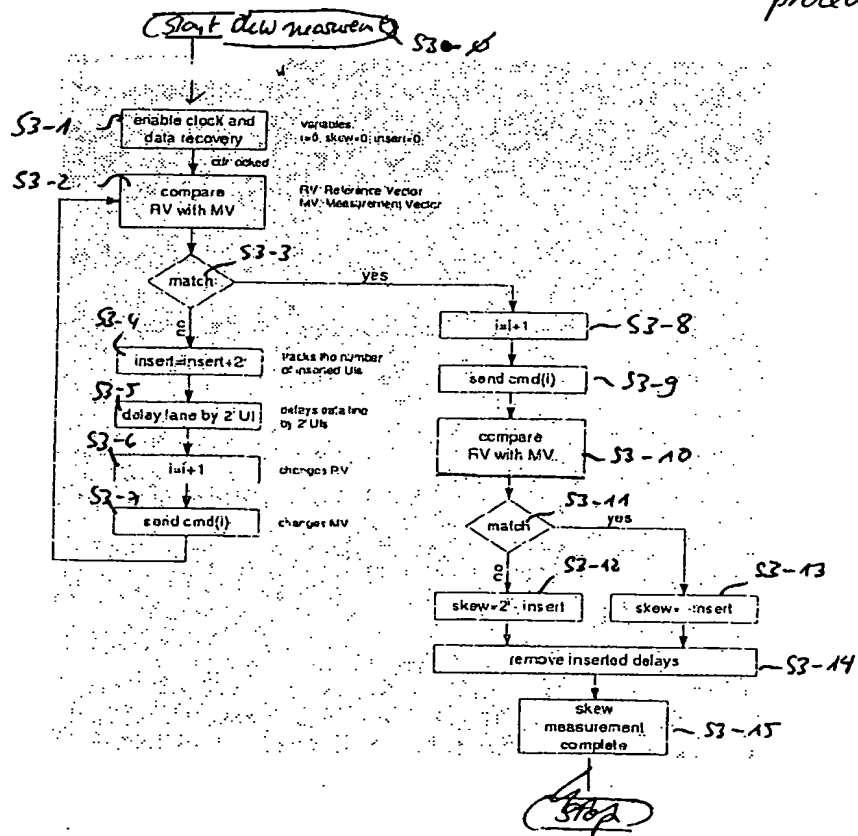 Start skew measurem
S3-0
S3-1
enable clock and
data recovery
variables:
i=0, skew=0, insert=0
cdr locked
S3-2
compare
RV with MV
RV: Reference Vector
MV: Measurement Vector
match
S3-3
yes
no
S3-4
insert=insert+2
tracks the number
of inserted UIs
S3-5
delay lane by 2 UI
delays data line
by 2 UIs
S3-6
i=i+1
changes RV
S3-7
send cmd(i)
changes MV
i=i+1
S3-8
send cmd(i)
S3-9
compare
RV with MV.
S3-10
match
S3-11
yes
no
S3-12
skew=2 - insert
S3-13
skew= - insert
remove inserted delays
S3-14
skew
measurement
complete
S3-15
Stop